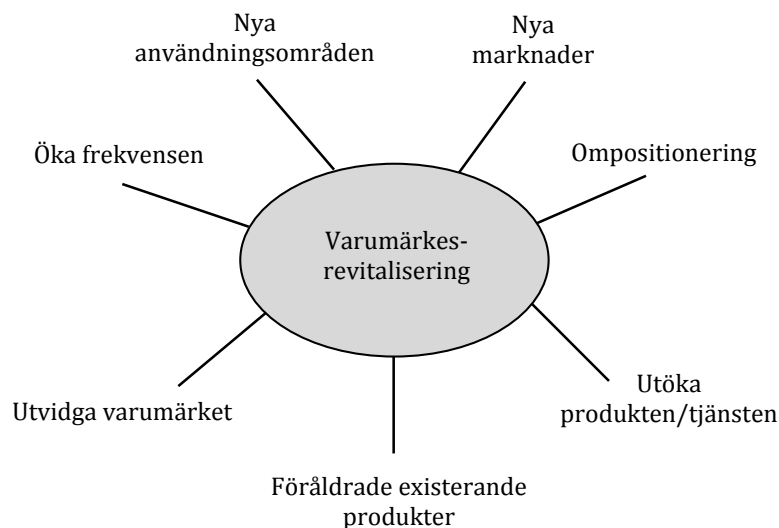 Nya
användningsområden
Nya
marknader
Öka frekvensen
Ompositionering
Varumärkes-
revitalisering
Utvidga varumärket
Utöka
produkten/tjänsten
Föråldrade existerande
produkter